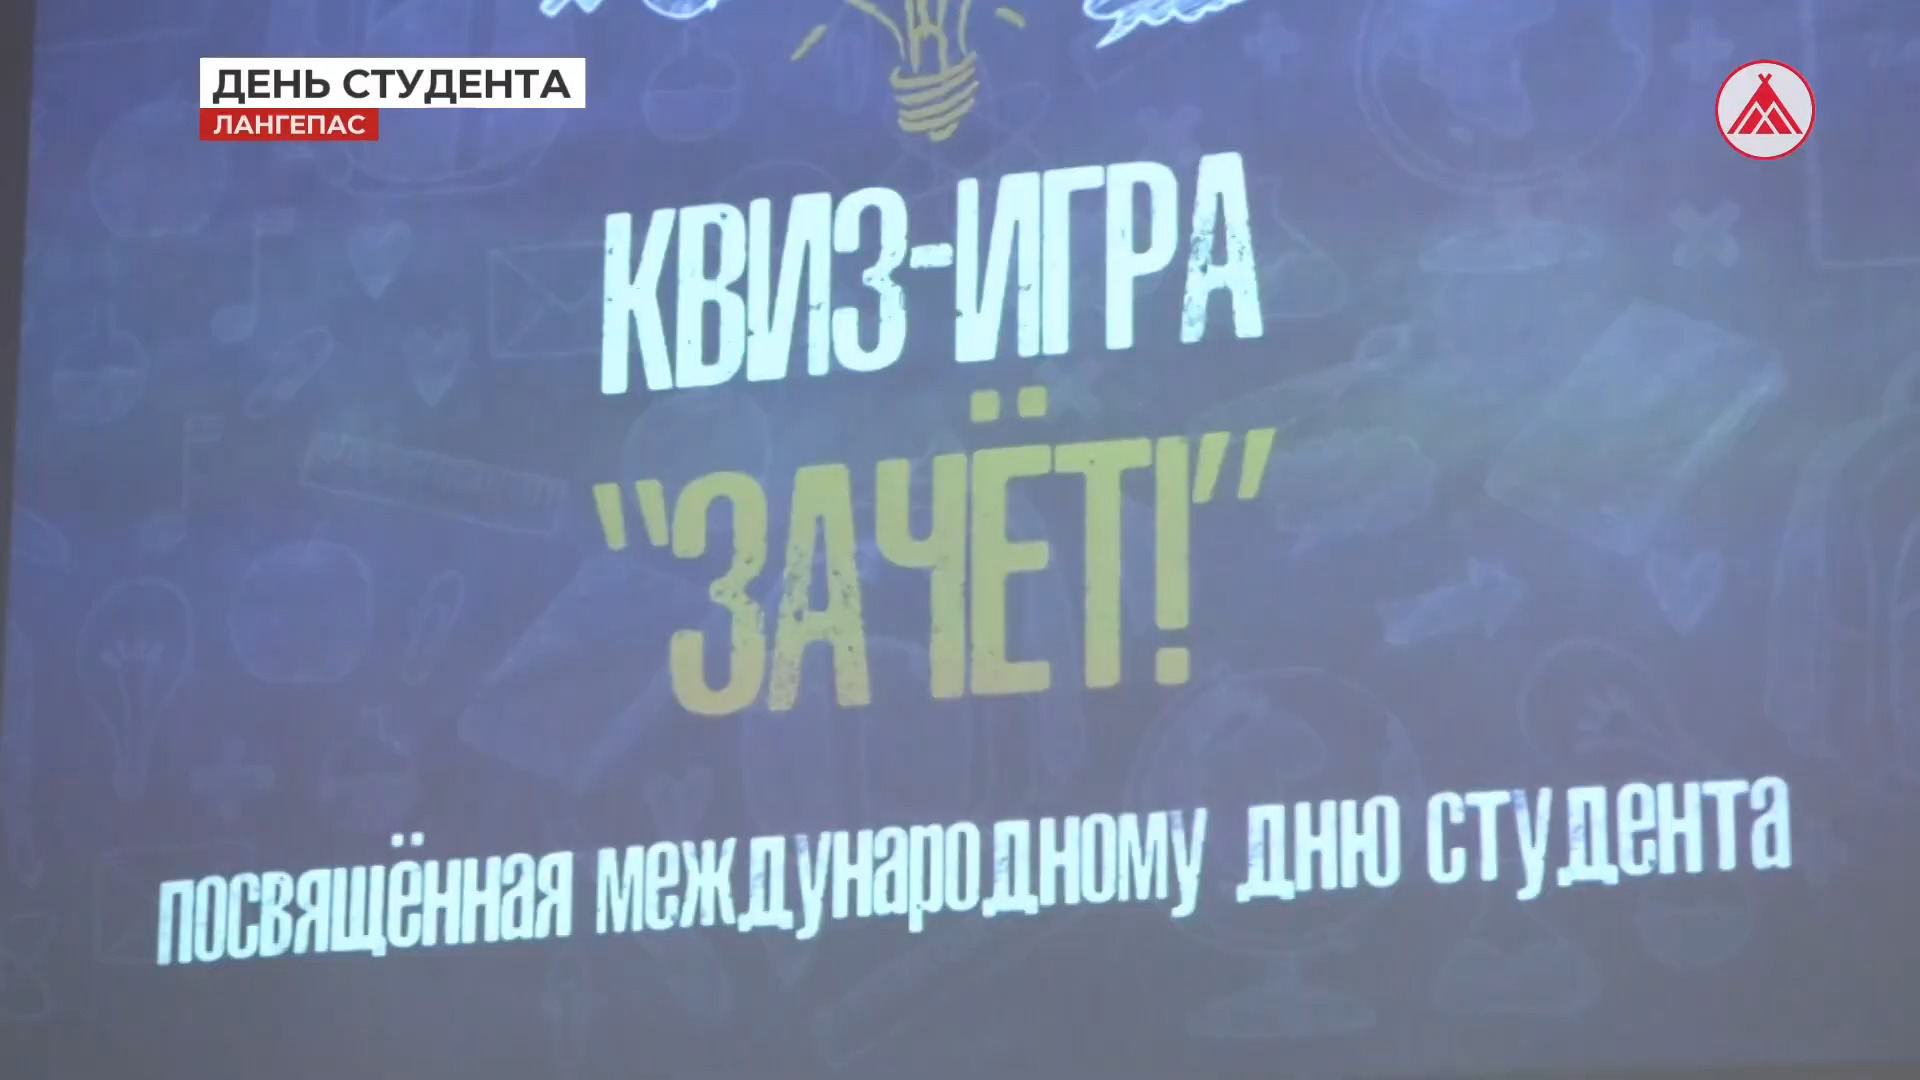 ДЕНЬ СТУДЕНТА
ЛАНГЕПАС
КВИЗ-ИГРА
"ЗАЧЁТ!"
посвящённая международному дню студента